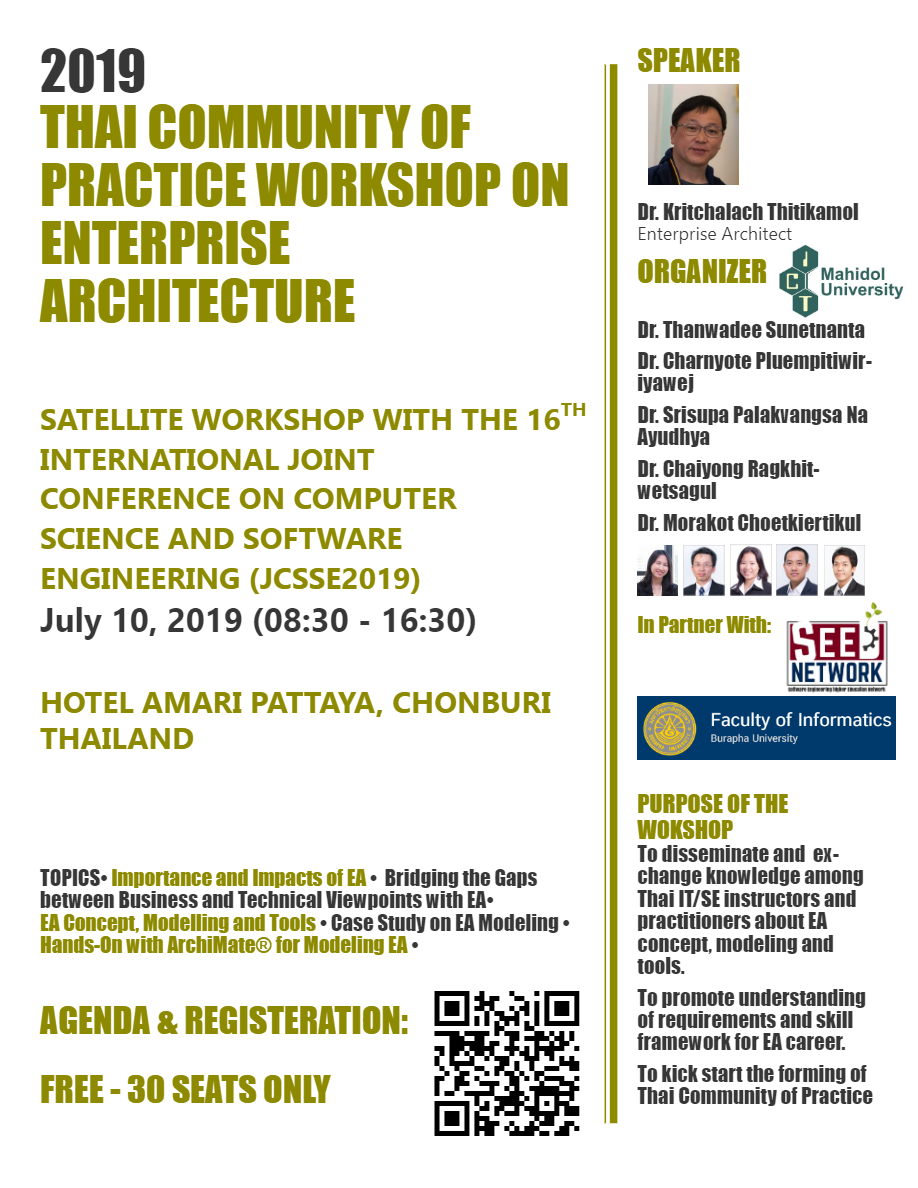 2019
THAI COMMUNITY OF
PRACTICE WORKSHOP ON
ENTERPRISE
ARCHITECTURE
SATELLITE WORKSHOP WITH THE 16TH
INTERNATIONAL JOINT
CONFERENCE ON COMPUTER
SCIENCE AND SOFTWARE
ENGINEERING (JCSSE2019)
July 10, 2019 (08:30 - 16:30)
HOTEL AMARI PATTAYA, CHONBURI
THAILAND
TOPICS• Importance and Impacts of EA • Bridging the Gaps
between Business and Technical Viewpoints with EA•
EA Concept, Modelling and Tools • Case Study on EA Modeling •
Hands-On with ArchiMate® for Modeling EA •
AGENDA & REGISTERATION:
FREE - 30 SEATS ONLY
SPEAKER
Dr. Kritchalach Thitikamol
Enterprise Architect
ORGANIZER
ICT
Mahidol
University
Dr. Thanwadee Sunetnanta
Dr. Charnyote Pluempitiwir-
iyawej
Dr. Srisupa Palakvangsa Na
Ayudhya
Dr. Chaiyong Ragkhit-
wetsagul
Dr. Morakot Choetkiertikul
In Partner With:
SEED
NETWORK
Software Engineering Higher Education Network
Faculty of Informatics
Burapha University
PURPOSE OF THE
WOKSHOP
To disseminate and ex-
change knowledge among
Thai IT/SE instructors and
practitioners about EA
concept, modeling and
tools.
To promote understanding
of requirements and skill
framework for EA career.
To kick start the forming of
Thai Community of Practice